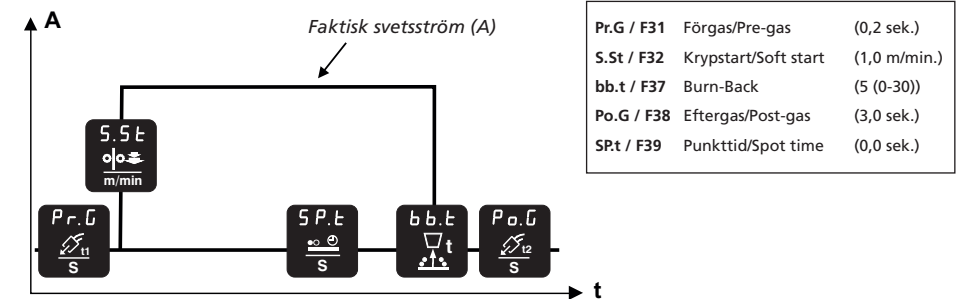 A
Faktisk svetsström (A)
S.St
m/min
Pr.G
t1
S
SP.t
S
bb.t
t
Po.G
t2
S
t
Pr.G / F31 Förgas/Pre-gas (0,2 sek.)
S.St / F32 Krypstart/Soft start (1,0 m/min.)
bb.t / F37 Burn-Back (5 (0-30))
Po.G / F38 Eftergas/Post-gas (3,0 sek.)
SP.t / F39 Punkttid/Spot time (0,0 sek.)